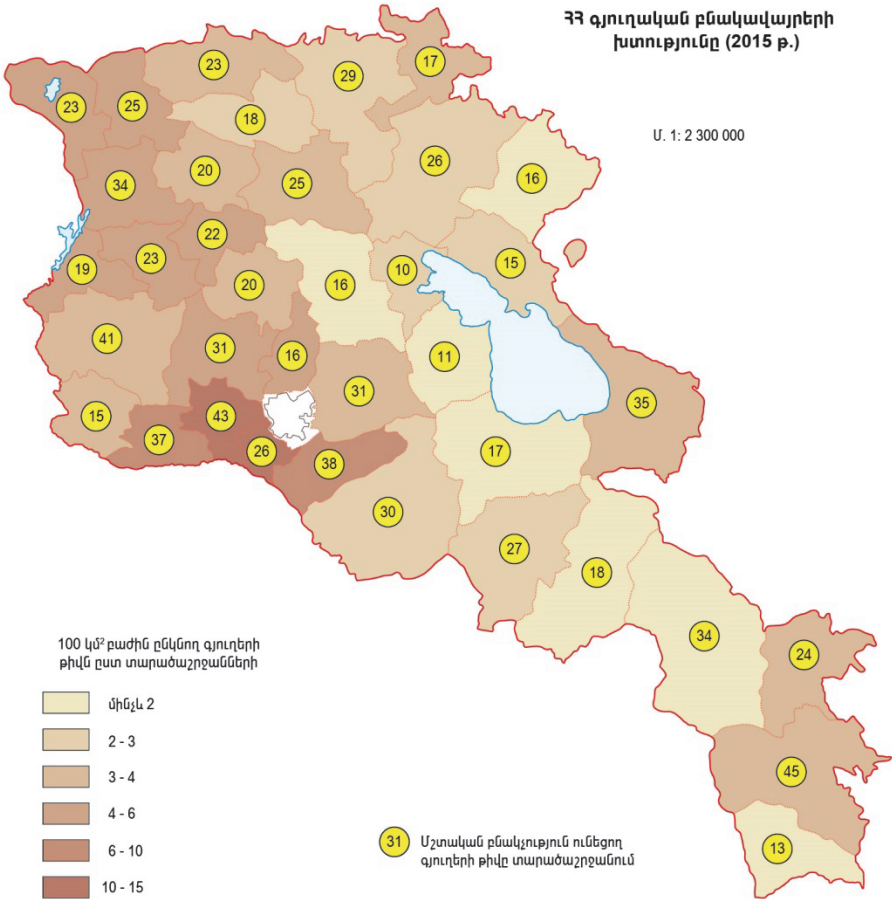 ՀՀ գյուղական բնակավայրերի
խտությունը (2015 թ.)
Մ. 1: 2 300 000
23
29
17
23
25
18
26
16
34
20
25
22
19
23
20
16
10
15
41
31
16
11
31
35
15
43
37
26
38
17
30
27
18
34
24
45
13
100 կմ² բաժին ընկնող գյուղերի
թիվն ըստ տարածաշրջանների
մինչև 2
2 - 3
3 - 4
4 - 6
6 - 10
10 - 15
31 Մշտական բնակչություն ունեցող
գյուղերի թիվը տարածաշրջանում